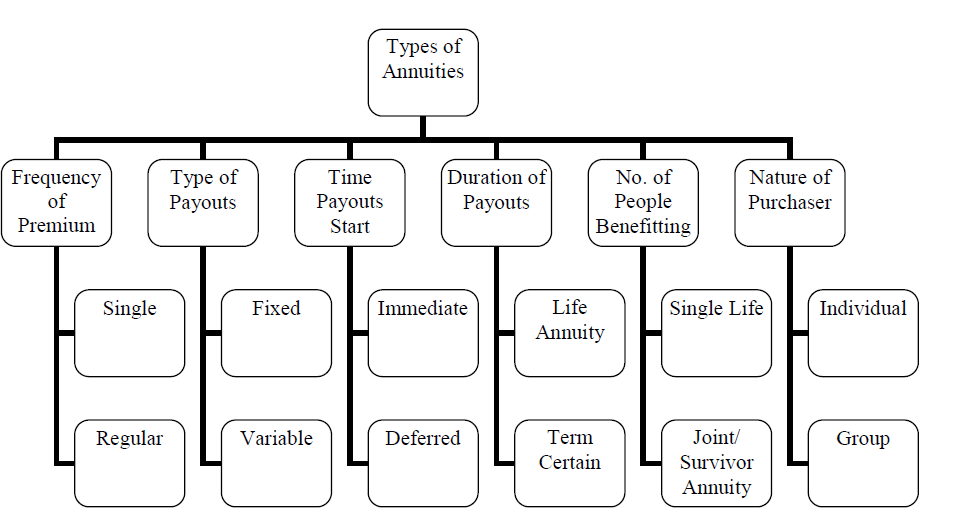 Types of
Annuities
Frequency
of
Premium
Type of
Payouts
Time
Payouts
Start
Duration of
Payouts
No. of
People
Benefitting
Nature of
Purchaser
Single
Fixed
Immediate
Life
Annuity
Single Life
Individual
Regular
Variable
Deferred
Term
Certain
Joint/
Survivor
Annuity
Group